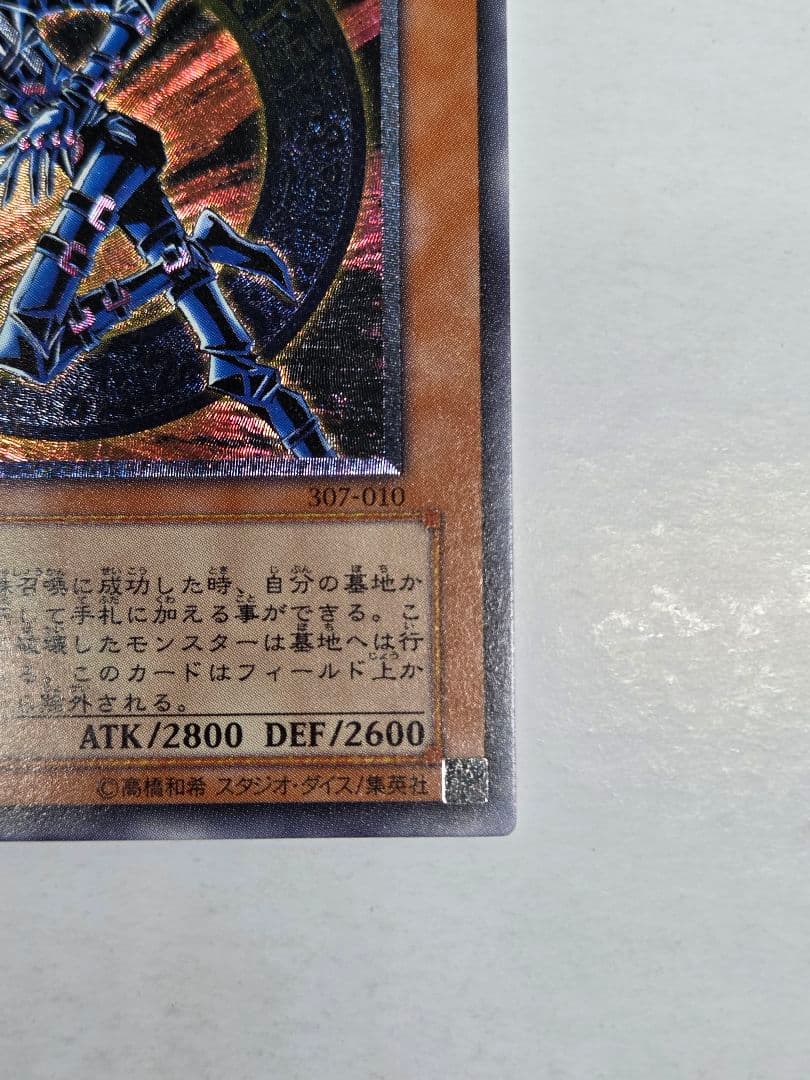 307-010
召喚に成功した時、自分の墓地か
して手札に加える事ができる。こ
破壊したモンスターは墓地へは行
る。このカードはフィールド上か
除外される。
ATK/2800 DEF/2600
©高橋和希 スタジオ・ダイス/集英社